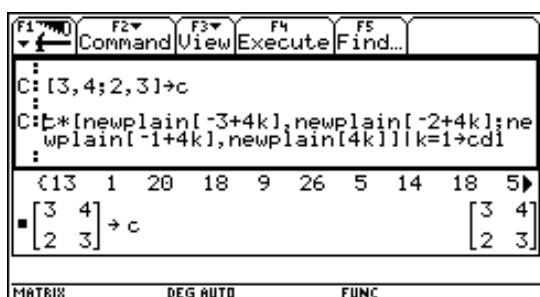 F1 F2 F3 F4 F5
Command View Execute Find...
C: [3,4;2,3]→c
C: t*[newplain[-3+4k],newplain[-2+4k];ne
wplain[-1+4k],newplain[4k]]|k=1→cd1
{13 1 20 18 9 26 5 14 18 5
[3 4
2 3] → c [3 4
2 3]
MATRIX DEG AUTO FUNC